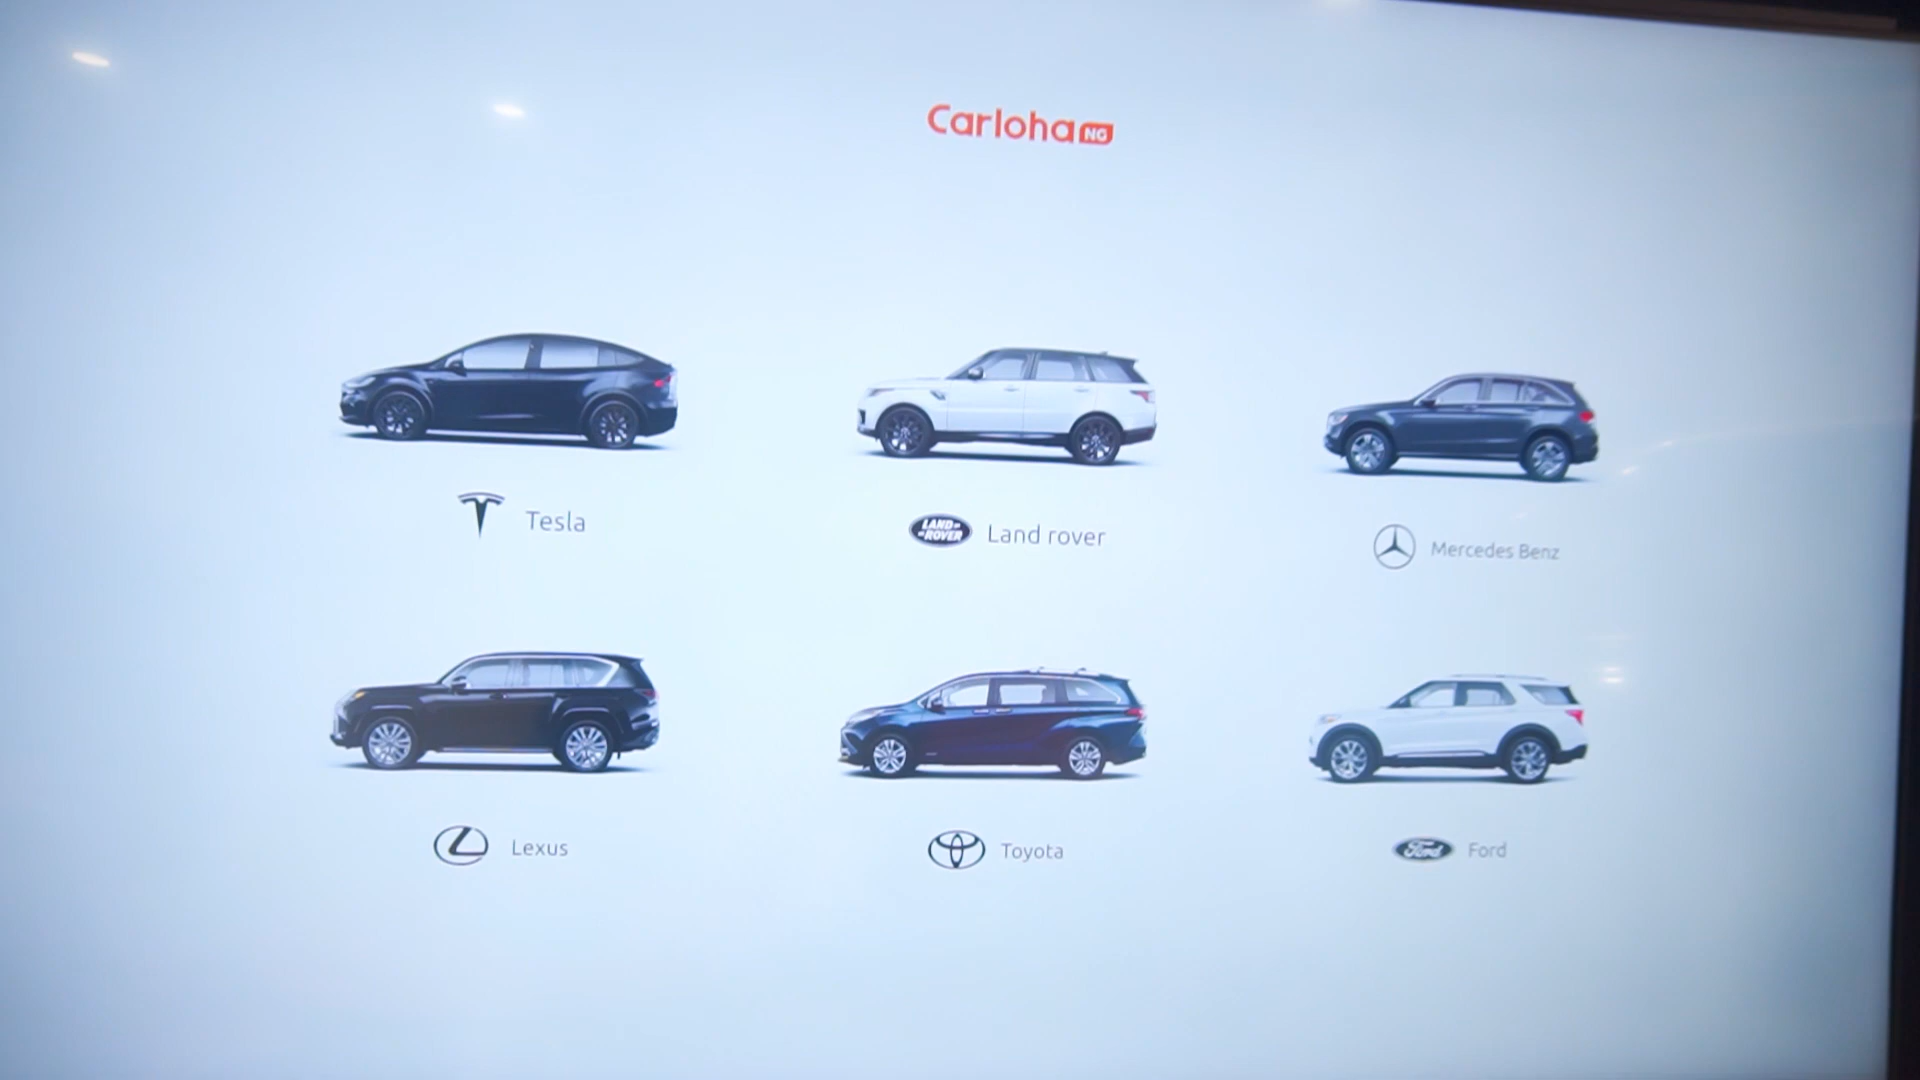 Carloha NG
Tesla
LAND ROVER Land rover
Mercedes Benz
Lexus
Toyota
Ford Ford